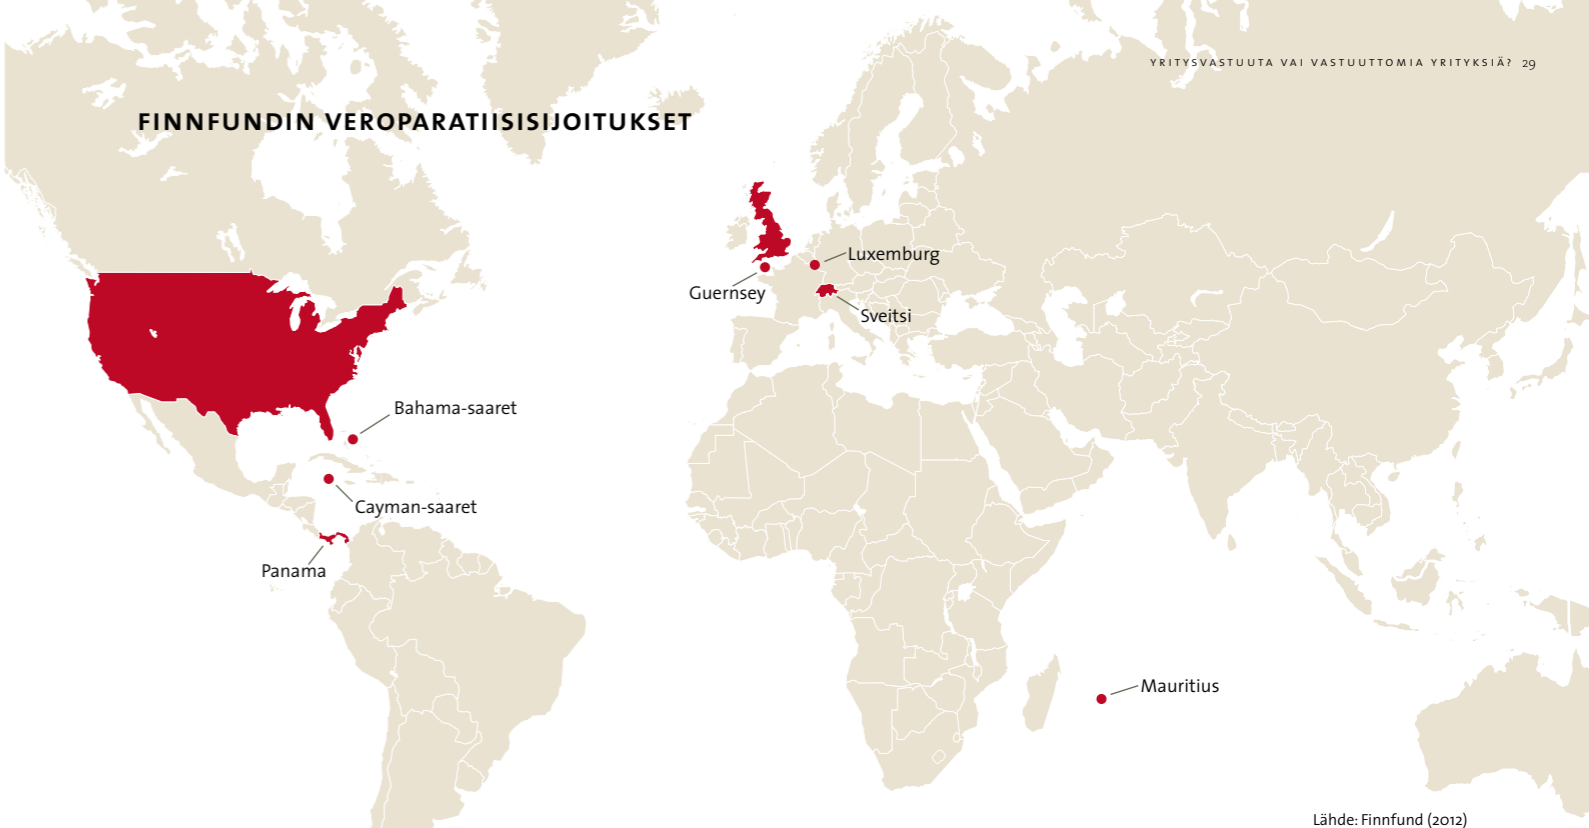 YRITYSVASTUUTA VAI VASTUUTTOMIA YRITYKSIÄ? 29
FINNFUNDIN VEROPARATIISISIJOITUKSET
Luxemburg
Guernsey
Sveitsi
Bahama-saaret
Cayman-saaret
Panama
Mauritius
Lähde: Finnfund (2012)